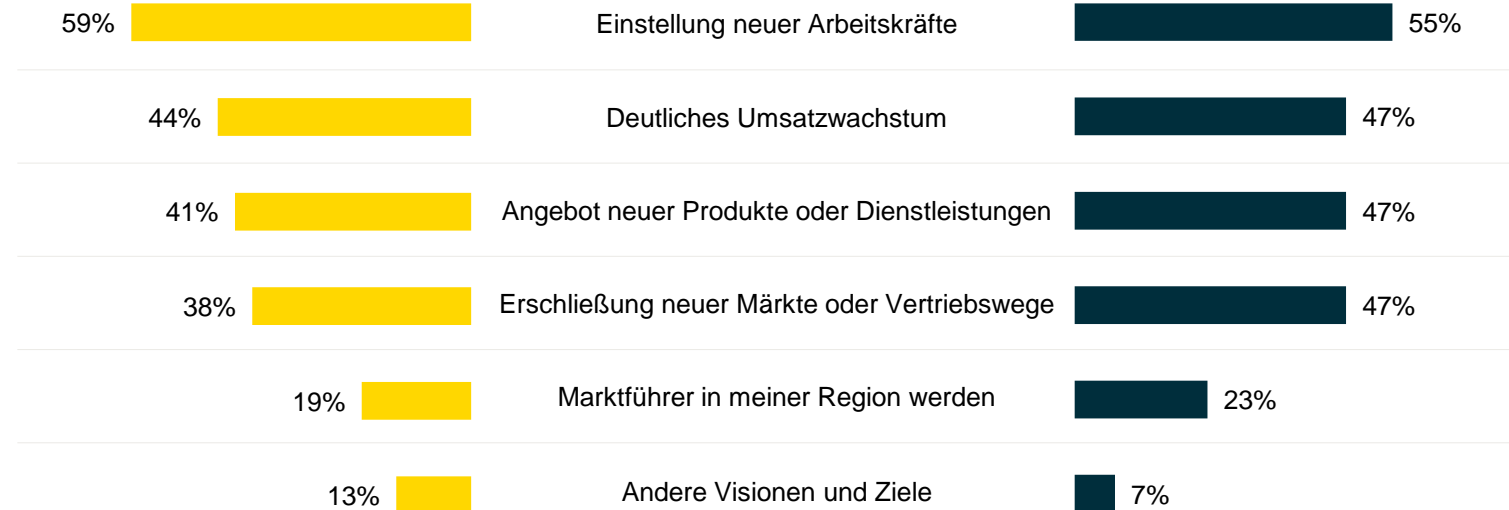 59% Einstellung neuer Arbeitskräfte 55%
44% Deutliches Umsatzwachstum 47%
41% Angebot neuer Produkte oder Dienstleistungen 47%
38% Erschließung neuer Märkte oder Vertriebswege 47%
19% Marktführer in meiner Region werden 23%
13% Andere Visionen und Ziele 7%